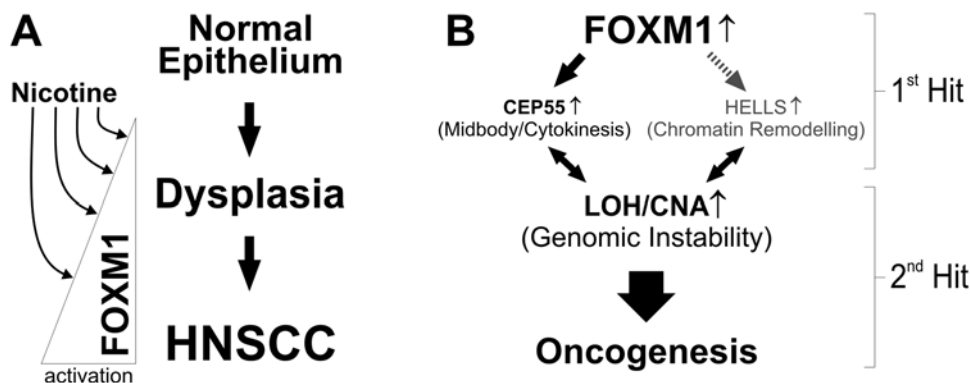 A
Normal
Epithelium
Nicotine
Dysplasia
FOXM1
HNSCC
activation
B
FOXM1↑
1st Hit
CEP55↑
(Midbody/Cytokinesis)
HELLS↑
(Chromatin Remodelling)
LOH/CNA↑
(Genomic Instability)
2nd Hit
Oncogenesis